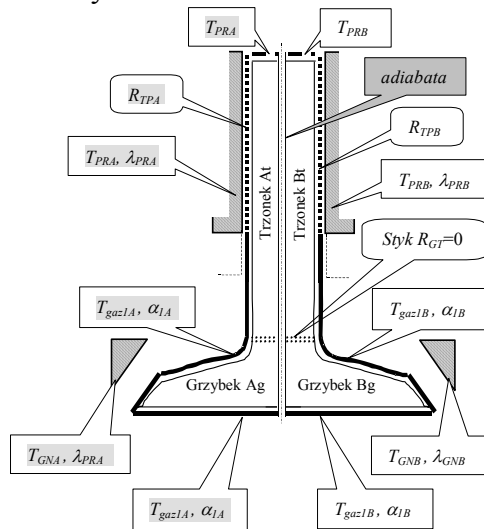 T_PRA
T_PRB
adiabata
R_TPA
R_TPB
T_PRA, λ_PRA
T_PRB, λ_PRB
Trzonek At
Trzonek Bt
Styk R_GT=0
T_gaz1A, α_1A
T_gaz1B, α_1B
Grzybek Ag
Grzybek Bg
T_GNA, λ_PRA
T_GNB, λ_GNB
T_gaz1A, α_1A
T_gaz1B, α_1B